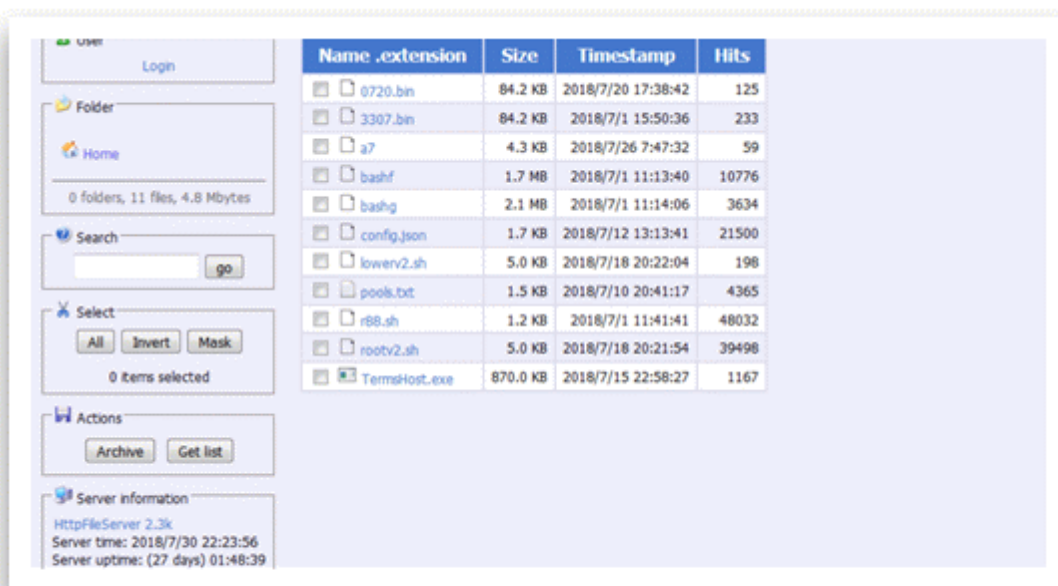 User
Login
Folder
Home
0 folders, 11 files, 4.8 Mbytes
Search
go
Select
All Invert Mask
0 items selected
Actions
Archive Get list
Server information
HttpFileServer 2.3k
Server time: 2018/7/30 22:23:56
Server uptime: (27 days) 01:48:39
Name .extension Size Timestamp Hits
0720.bin 84.2 KB 2018/7/20 17:38:42 125
3307.bin 84.2 KB 2018/7/1 15:50:36 233
a7 4.3 KB 2018/7/26 7:47:32 59
bashf 1.7 MB 2018/7/1 11:13:40 10776
bashg 2.1 MB 2018/7/1 11:14:06 3634
config.json 1.7 KB 2018/7/12 13:13:41 21500
lowerv2.sh 5.0 KB 2018/7/18 20:22:04 198
pools.txt 1.5 KB 2018/7/10 20:41:17 4365
r88.sh 1.2 KB 2018/7/1 11:41:41 48032
rootv2.sh 5.0 KB 2018/7/18 20:21:54 39498
TermsHost.exe 870.0 KB 2018/7/15 22:58:27 1167